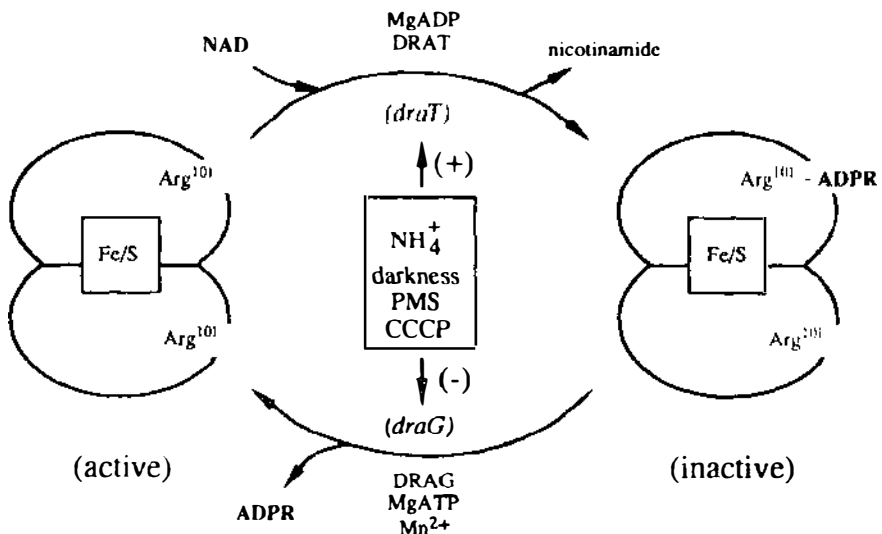 MgADP
DRAT
NAD
nicotinamide
(draT)
(+)
Arg¹⁰¹
Arg¹⁰¹ - ADPR
Fe/S
NH₄⁺
darkness
PMS
CCCP
Fe/S
Arg¹⁰¹
Arg¹⁰¹
(-)
(draG)
(active)
(inactive)
ADPR
DRAG
MgATP
Mn²⁺